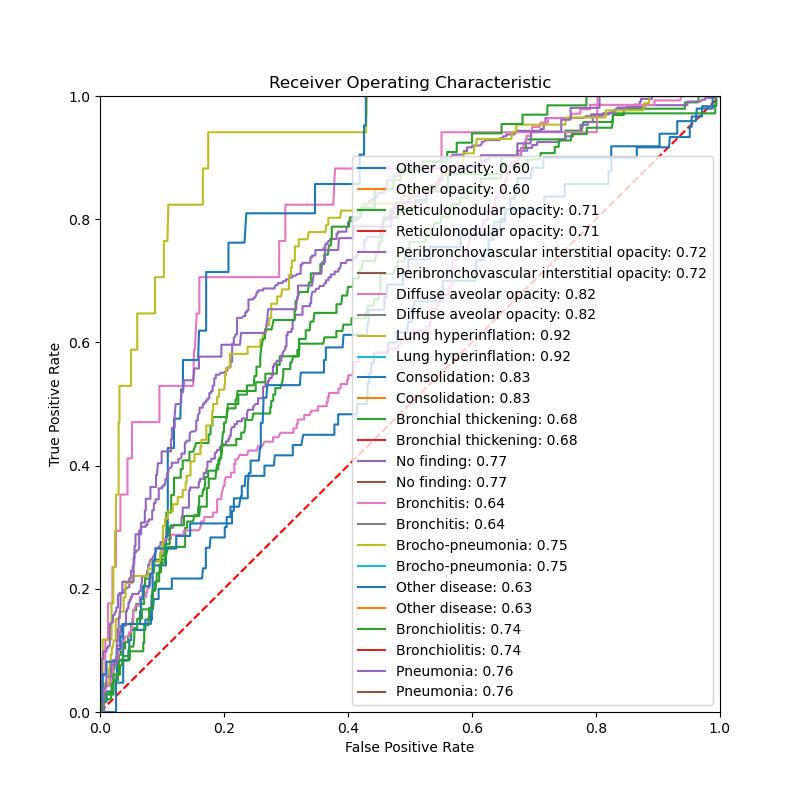 Receiver Operating Characteristic
True Positive Rate
1.0
0.8
0.6
0.4
0.2
0.0
Other opacity: 0.60
Other opacity: 0.60
Reticulonodular opacity: 0.71
Reticulonodular opacity: 0.71
Peribronchovascular interstitial opacity: 0.72
Peribronchovascular interstitial opacity: 0.72
Diffuse aveolar opacity: 0.82
Diffuse aveolar opacity: 0.82
Lung hyperinflation: 0.92
Lung hyperinflation: 0.92
Consolidation: 0.83
Consolidation: 0.83
Bronchial thickening: 0.68
Bronchial thickening: 0.68
No finding: 0.77
No finding: 0.77
Bronchitis: 0.64
Bronchitis: 0.64
Brocho-pneumonia: 0.75
Brocho-pneumonia: 0.75
Other disease: 0.63
Other disease: 0.63
Bronchiolitis: 0.74
Bronchiolitis: 0.74
Pneumonia: 0.76
Pneumonia: 0.76
0.0 0.2 0.4 0.6 0.8 1.0
False Positive Rate